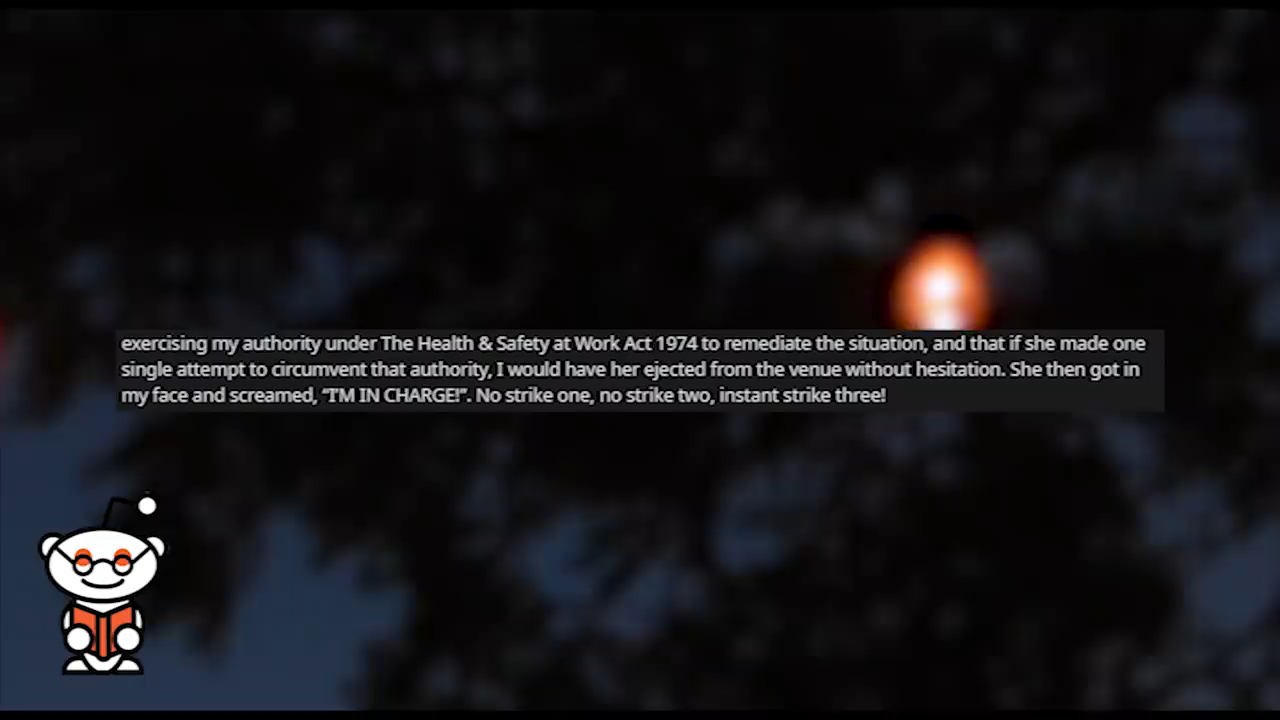 exercising my authority under The Health & Safety at Work Act 1974 to remediate the situation, and that if she made one
single attempt to circumvent that authority, I would have her ejected from the venue without hesitation. She then got in
my face and screamed, “I’M IN CHARGE!”. No strike one, no strike two, instant strike three!